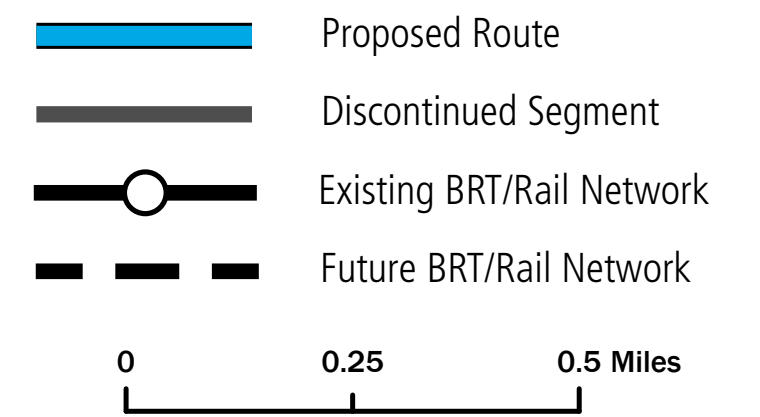 Proposed Route
Discontinued Segment
Existing BRT/Rail Network
Future BRT/Rail Network
0 0.25 0.5 Miles